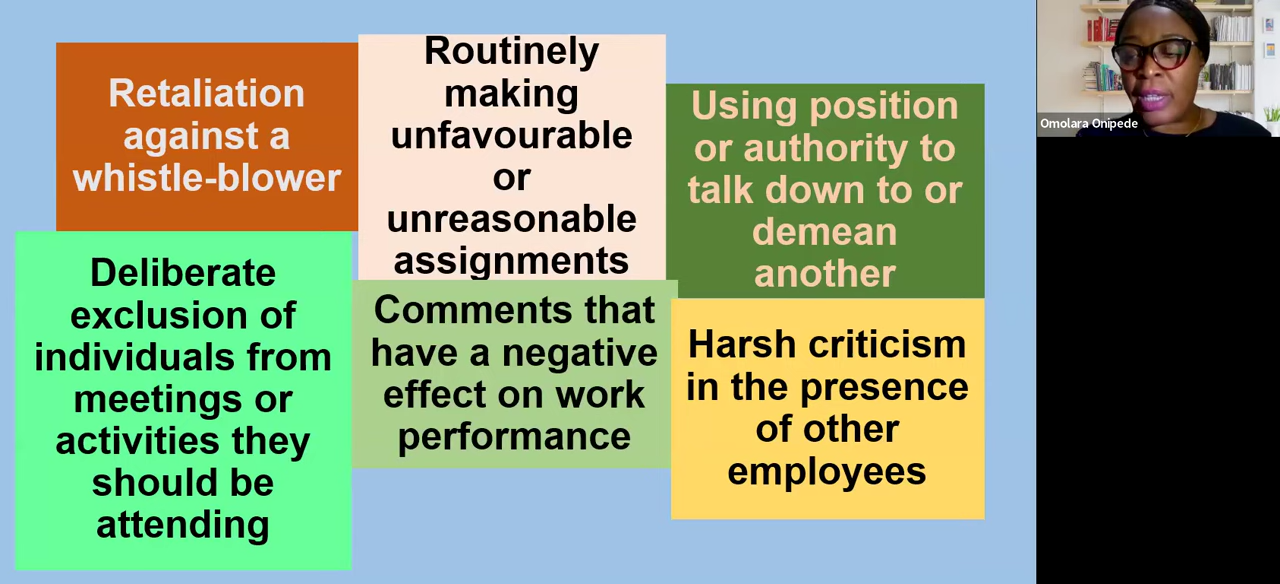 Retaliation
against a
whistle-blower
Routinely
making
unfavourable
or
unreasonable
assignments
Using position
or authority to
talk down to or
demean
another
Deliberate
exclusion of
individuals from
meetings or
activities they
should be
attending
Comments that
have a negative
effect on work
performance
Harsh criticism
in the presence
of other
employees
Omolara Onipede